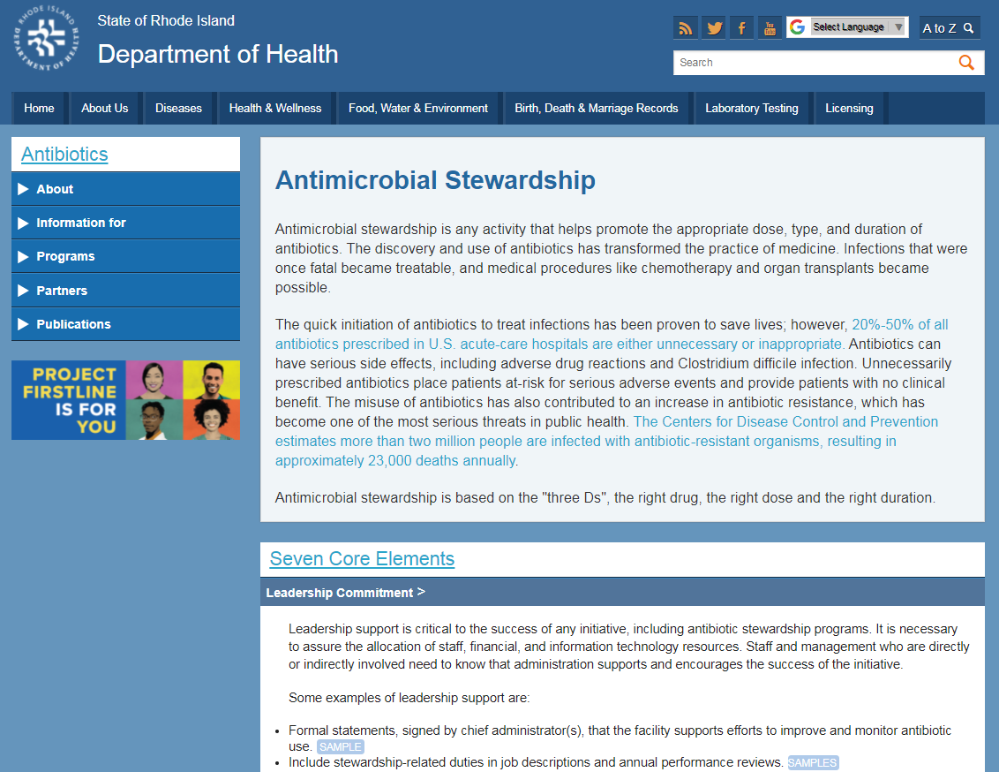 RHODE ISLAND
DEPARTMENT OF HEALTH
State of Rhode Island
Department of Health
Select Language
A to Z
Search
Home
About Us
Diseases
Health & Wellness
Food, Water & Environment
Birth, Death & Marriage Records
Laboratory Testing
Licensing
Antibiotics
About
Information for
Programs
Partners
Publications
PROJECT
FIRSTLINE
IS FOR
YOU
Antimicrobial Stewardship
Antimicrobial stewardship is any activity that helps promote the appropriate dose, type, and duration of
antibiotics. The discovery and use of antibiotics has transformed the practice of medicine. Infections that were
once fatal became treatable, and medical procedures like chemotherapy and organ transplants became
possible.
The quick initiation of antibiotics to treat infections has been proven to save lives; however, 20%-50% of all
antibiotics prescribed in U.S. acute-care hospitals are either unnecessary or inappropriate. Antibiotics can
have serious side effects, including adverse drug reactions and Clostridium difficile infection. Unnecessarily
prescribed antibiotics place patients at-risk for serious adverse events and provide patients with no clinical
benefit. The misuse of antibiotics has also contributed to an increase in antibiotic resistance, which has
become one of the most serious threats in public health. The Centers for Disease Control and Prevention
estimates more than two million people are infected with antibiotic-resistant organisms, resulting in
approximately 23,000 deaths annually.
Antimicrobial stewardship is based on the "three Ds", the right drug, the right dose and the right duration.
Seven Core Elements
Leadership Commitment >
Leadership support is critical to the success of any initiative, including antibiotic stewardship programs. It is necessary
to assure the allocation of staff, financial, and information technology resources. Staff and management who are directly
or indirectly involved need to know that administration supports and encourages the success of the initiative.
Some examples of leadership support are:
• Formal statements, signed by chief administrator(s), that the facility supports efforts to improve and monitor antibiotic
use. SAMPLE
• Include stewardship-related duties in job descriptions and annual performance reviews. SAMPLES